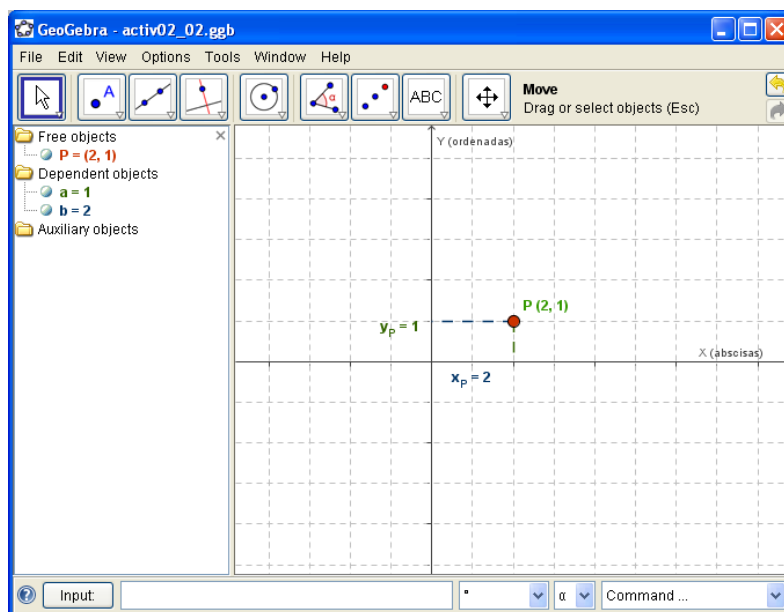 GeoGebra - activ02_02.ggb
File Edit View Options Tools Window Help
A
α
ABC
Move
Drag or select objects (Esc)
Free objects
P = (2, 1)
Dependent objects
a = 1
b = 2
Auxiliary objects
Y (ordenadas)
P (2, 1)
yP = 1
X (abscisas)
xP = 2
Input:
°
α
Command ...